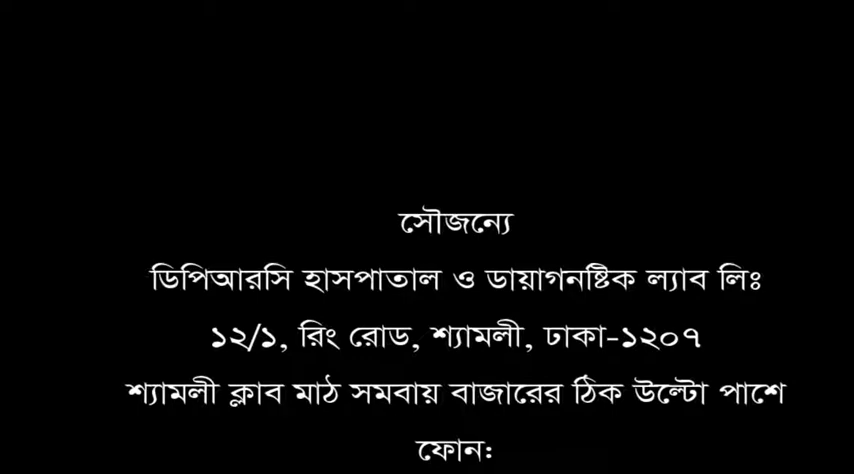 সৌজন্যে
ডিপিআরসি হাসপাতাল ও ডায়াগনষ্টিক ল্যাব লিঃ
১২/১, রিং রোড, শ্যামলী, ঢাকা-১২০৭
শ্যামলী ক্লাব মাঠ সমবায় বাজারের ঠিক উল্টো পাশে
ফোন: